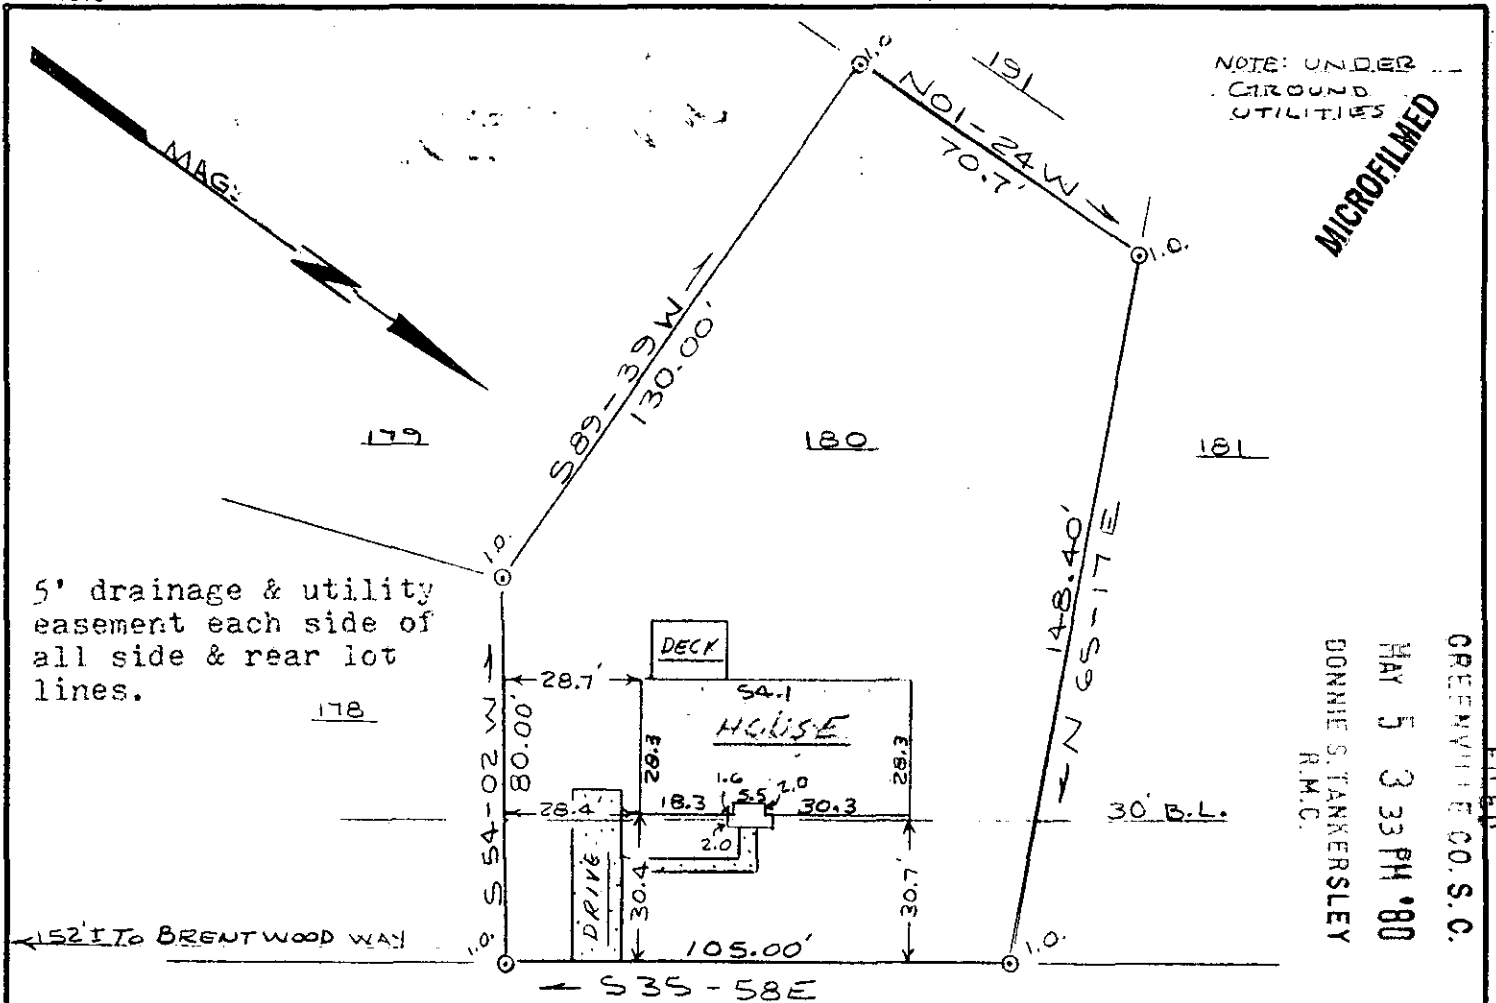 NOTE: UNDER
GROUND
UTILITIES
MICROFILMED
MAG.
191
1.0
N01-24W
70.7'
1.0.
S89-39W
130.00'
179
180
181
1.0.
148.40'
N 65-17E
5' drainage & utility
easement each side of
all side & rear lot
lines.
178
S 54-02 W
80.00'
DECK
28.7'
54.1
HOUSE
28.3
28.3
1.6
5.5
2.0
28.4'
18.3
30.3
2.0
30' B.L.
DRIVE
30.4'
30.7'
152'± TO BRENTWOOD WAY
1.0.
105.00'
1.0.
S35-58E
GREENVILLE CO. S. C.
MAY 5 3 33 PM '80
DONNIE S. TANKERSLEY
R.M.C.